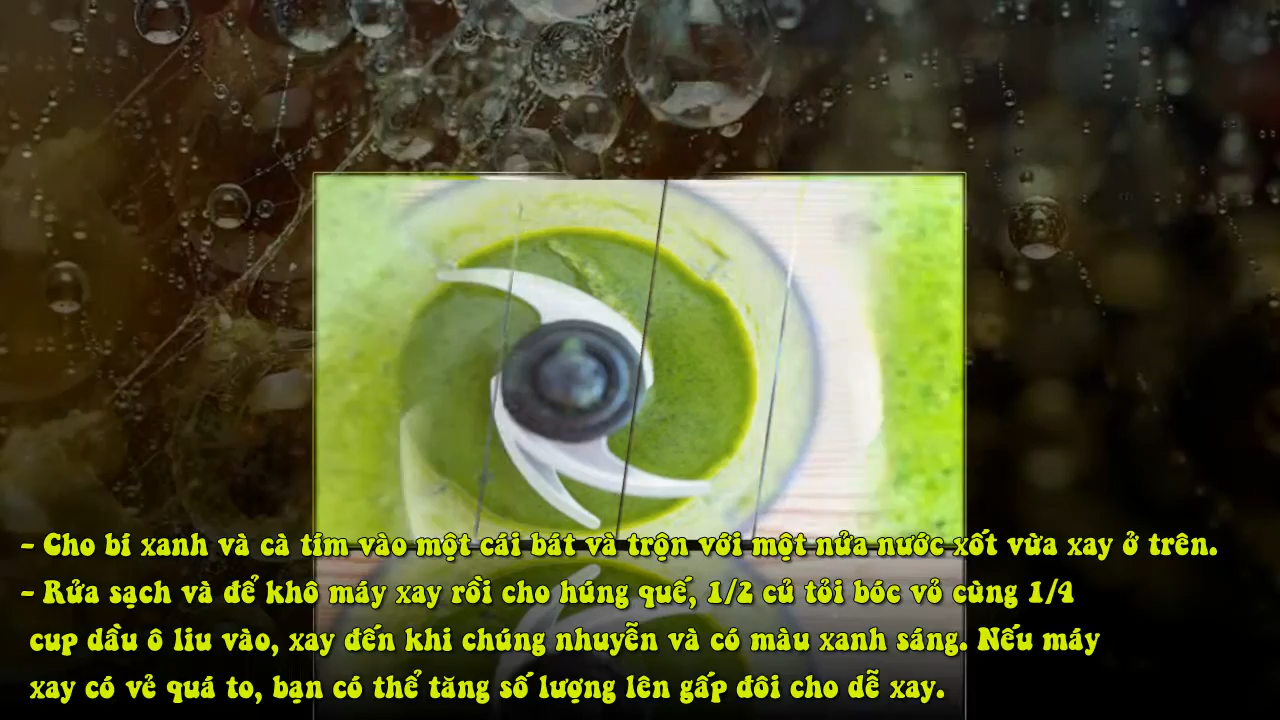 - Cho bí xanh và cà tím vào một cái bát và trộn với một nửa nước xốt vừa xay ở trên.
- Rửa sạch và để khô máy xay rồi cho húng quế, 1/2 củ tỏi bóc vỏ cùng 1/4
cup dầu ô liu vào, xay đến khi chúng nhuyễn và có màu xanh sáng. Nếu máy
xay có vẻ quá to, bạn có thể tăng số lượng lên gấp đôi cho dễ xay.